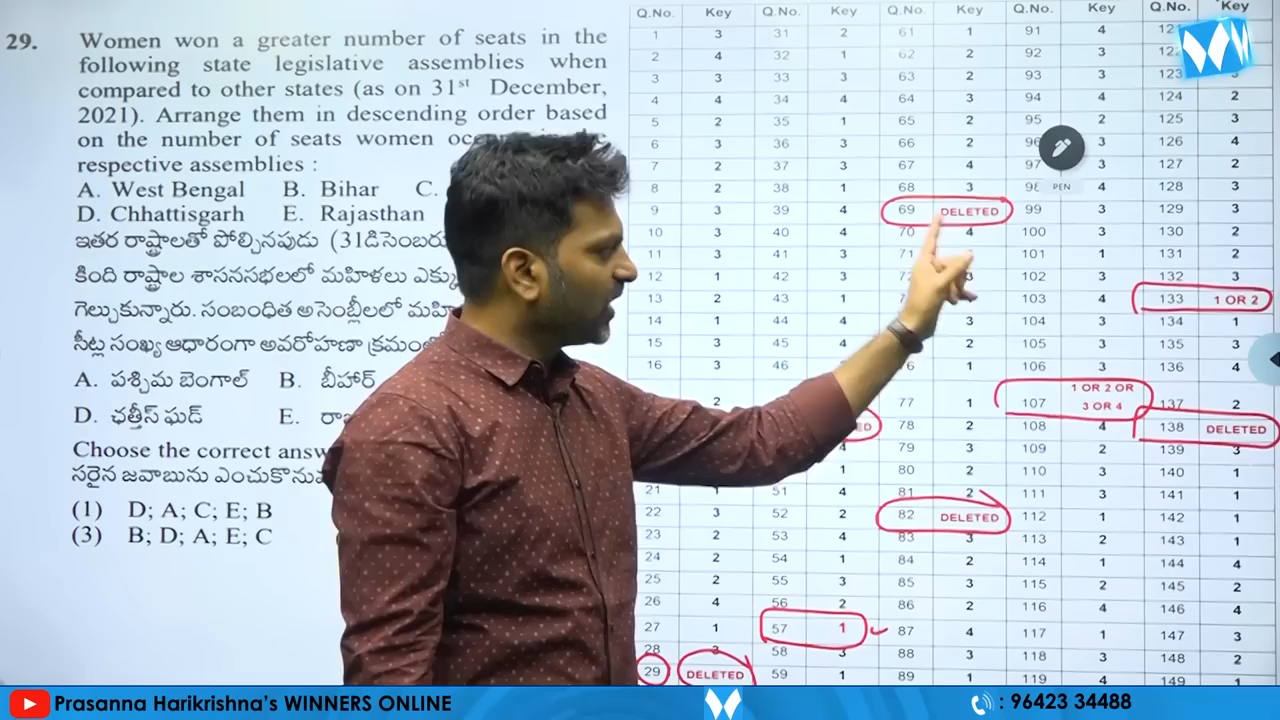 29. Women won a greater number of seats in the
following state legislative assemblies when
compared to other states (as on 31st December,
2021). Arrange them in descending order based
on the number of seats women
respective assemblies :
A. West Bengal B. Bihar C.
D. Chhattisgarh E. Rajasthan
ఇతర రాష్ట్రాలతో పోల్చినపుడు (31డిసెంబరు
కింది రాష్ట్రాల శాసనసభలలో మహిళలు
గెల్చుకున్నారు. సంబంధిత అసెంబ్లీలలో
సీట్ల సంఖ్య ఆధారంగా అవరోహణా
A. పశ్చిమ బెంగాల్ B. బీహార్
D. ఛత్తీస్ ఘడ్ E.
Choose the correct
సరైన జవాబును
(1) D; A; C; E; B
(3) B; D; A; E; C
Q.No. Key Q.No. Key Q.No. Key Q.No. Key Q.No. Key
1 3 31 2 61 1 91 4
2 4 32 1 62 2 92 3
3 3 33 3 63 2 93 3 123
4 4 34 4 64 3 94 4 124 2
5 2 35 1 65 2 95 2 125 3
6 3 36 3 66 2 3 126 4
7 2 37 3 67 4 97 3 127 2
8 2 38 1 68 3 4 128 3
9 3 39 4 69 DELETED 99 3 129 3
10 3 40 4 70 4 100 3 130 2
11 3 41 3 71 101 1 131 2
12 1 42 3 102 3 132 3
13 2 43 1 103 4 133 1 OR 2
14 1 44 4 3 104 3 134 1
15 3 45 4 2 105 3 135 3
16 3 46 1 106 3 136 4
2 77 1 107 1 OR 2 OR 3 OR 4 137 2
78 2 108 4 138 DELETED
79 3 109 2 139 3
1 80 2 110 3 140 1
21 1 51 4 81 2 111 3 141 1
22 3 52 2 82 DELETED 112 1 142 1
23 2 53 4 83 3 113 2 143 1
24 2 54 1 84 2 114 1 144 4
25 2 55 3 85 3 115 2 145 2
26 4 56 2 86 2 116 4 146 4
27 1 57 1 87 4 117 1 147 3
28 3 58 3 88 3 118 3 148 2
29 DELETED 59 1 89 1 119 4 149 1
PEN
Prasanna Harikrishna's WINNERS ONLINE
: 96423 34488